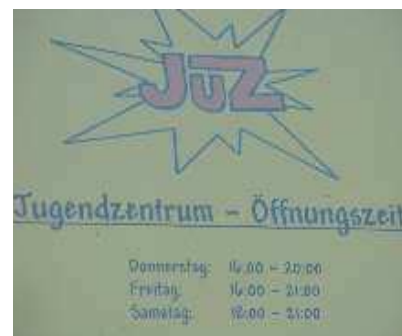 JUZ
Jugendzentrum - Öffnungszeit
Donnerstag: 16:00 - 20:00
Freitag: 16:00 - 21:00
Samstag: 18:00 - 21:00